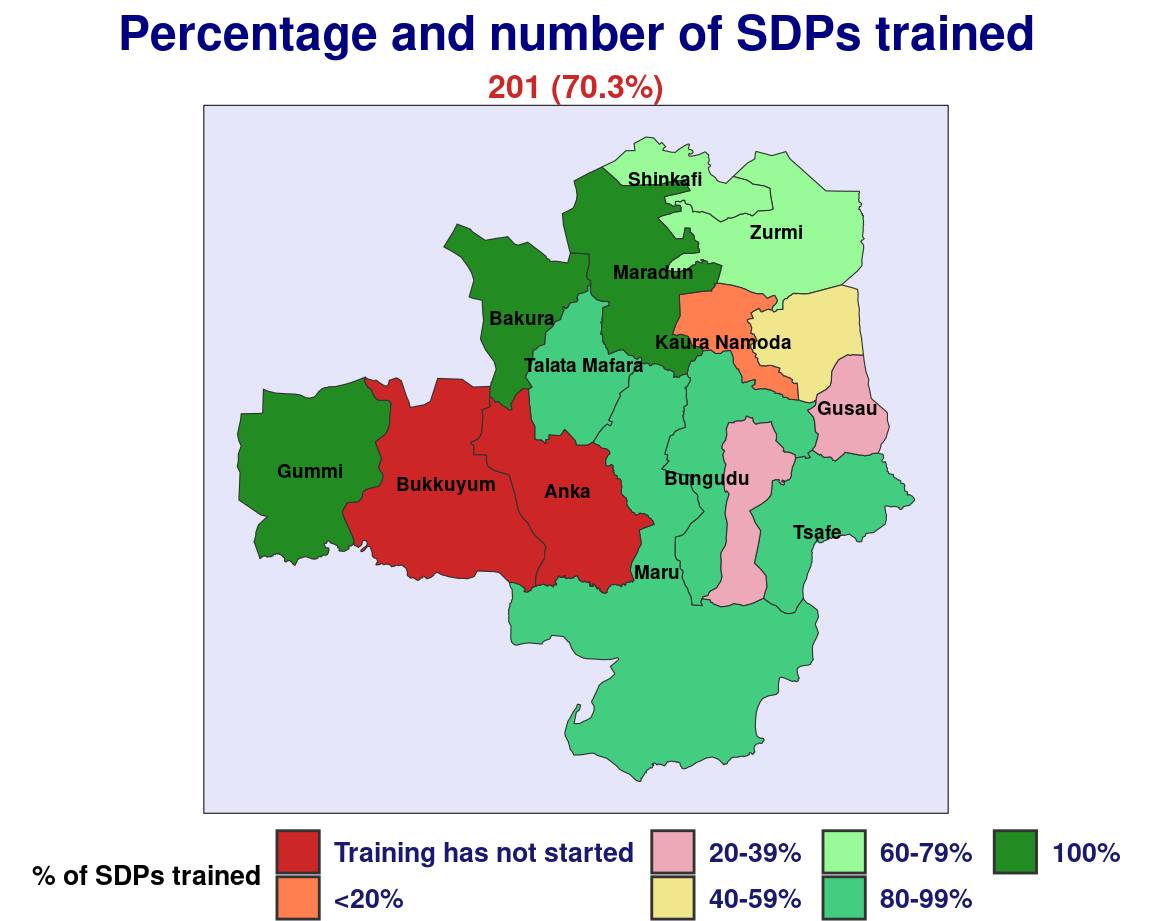 Percentage and number of SDPs trained
201 (70.3%)
Shinkafi
Zurmi
Maradun
Bakura
Kaura Namoda
Talata Mafara
Gusau
Gummi
Bukkuyum
Anka
Bungudu
Tsafe
Maru
% of SDPs trained
Training has not started
<20%
20-39%
40-59%
60-79%
80-99%
100%